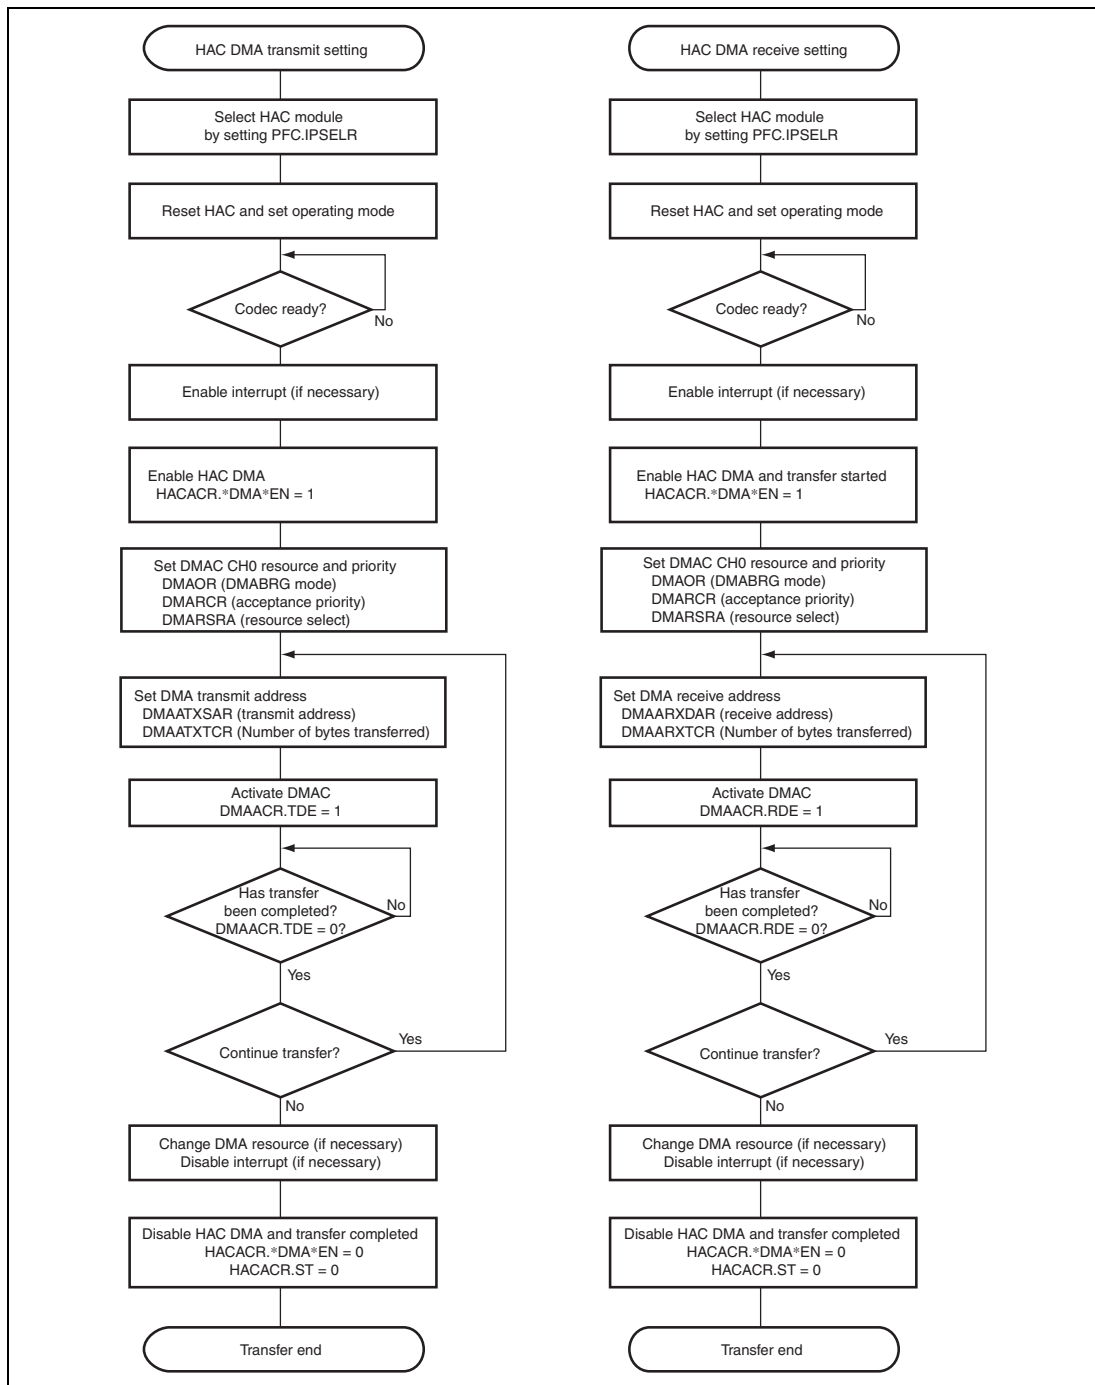 HAC DMA transmit setting
Select HAC module
by setting PFC.IPSELR
Reset HAC and set operating mode
Codec ready?
No
Enable interrupt (if necessary)
Enable HAC DMA
HACACR.*DMA*EN = 1
Set DMAC CH0 resource and priority
DMAOR (DMABRG mode)
DMARCR (acceptance priority)
DMARSRA (resource select)
Set DMA transmit address
DMAATXSAR (transmit address)
DMAATXTCR (Number of bytes transferred)
Activate DMAC
DMAACR.TDE = 1
Has transfer
been completed?
DMAACR.TDE = 0?
No
Yes
Continue transfer?
Yes
No
Change DMA resource (if necessary)
Disable interrupt (if necessary)
Disable HAC DMA and transfer completed
HACACR.*DMA*EN = 0
HACACR.ST = 0
Transfer end
HAC DMA receive setting
Select HAC module
by setting PFC.IPSELR
Reset HAC and set operating mode
Codec ready?
No
Enable interrupt (if necessary)
Enable HAC DMA and transfer started
HACACR.*DMA*EN = 1
Set DMAC CH0 resource and priority
DMAOR (DMABRG mode)
DMARCR (acceptance priority)
DMARSRA (resource select)
Set DMA receive address
DMAARXDAR (receive address)
DMAARXTCR (Number of bytes transferred)
Activate DMAC
DMAACR.RDE = 1
Has transfer
been completed?
DMAACR.RDE = 0?
No
Yes
Continue transfer?
Yes
No
Change DMA resource (if necessary)
Disable interrupt (if necessary)
Disable HAC DMA and transfer completed
HACACR.*DMA*EN = 0
HACACR.ST = 0
Transfer end